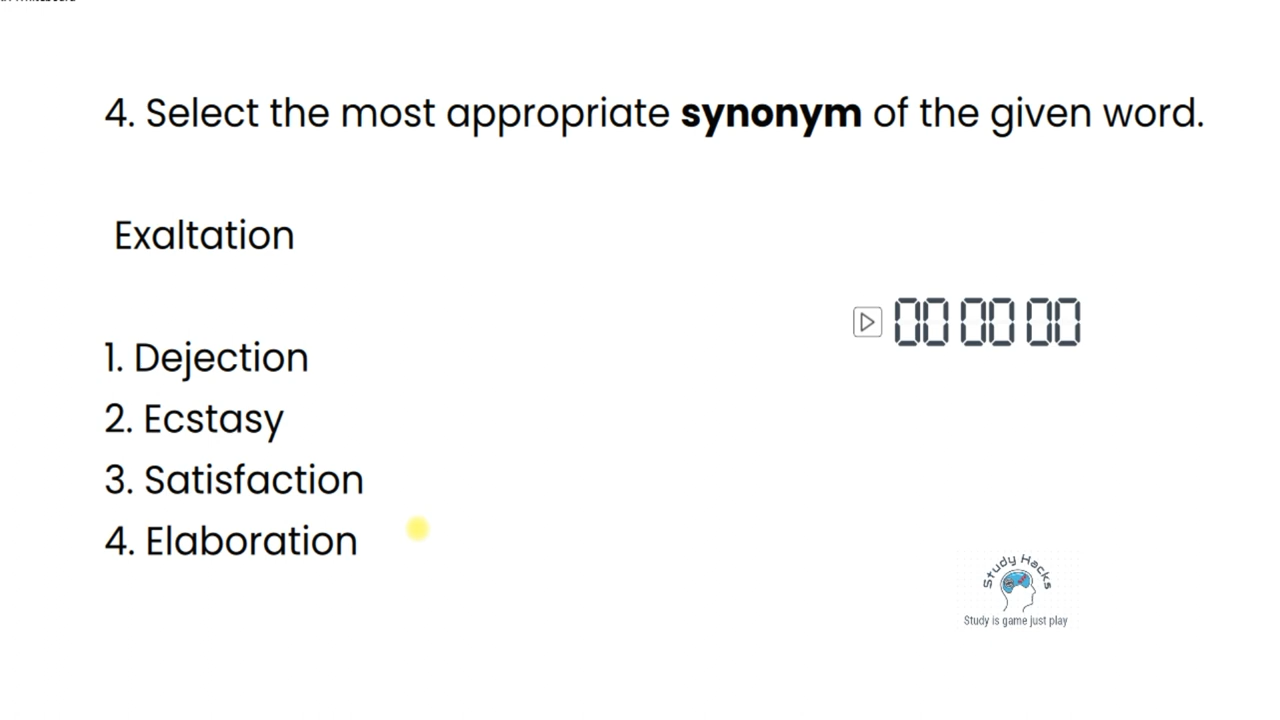 4. Select the most appropriate synonym of the given word.
Exaltation
1. Dejection
2. Ecstasy
3. Satisfaction
4. Elaboration
00 00 00
Study Hacks
Study is game just play